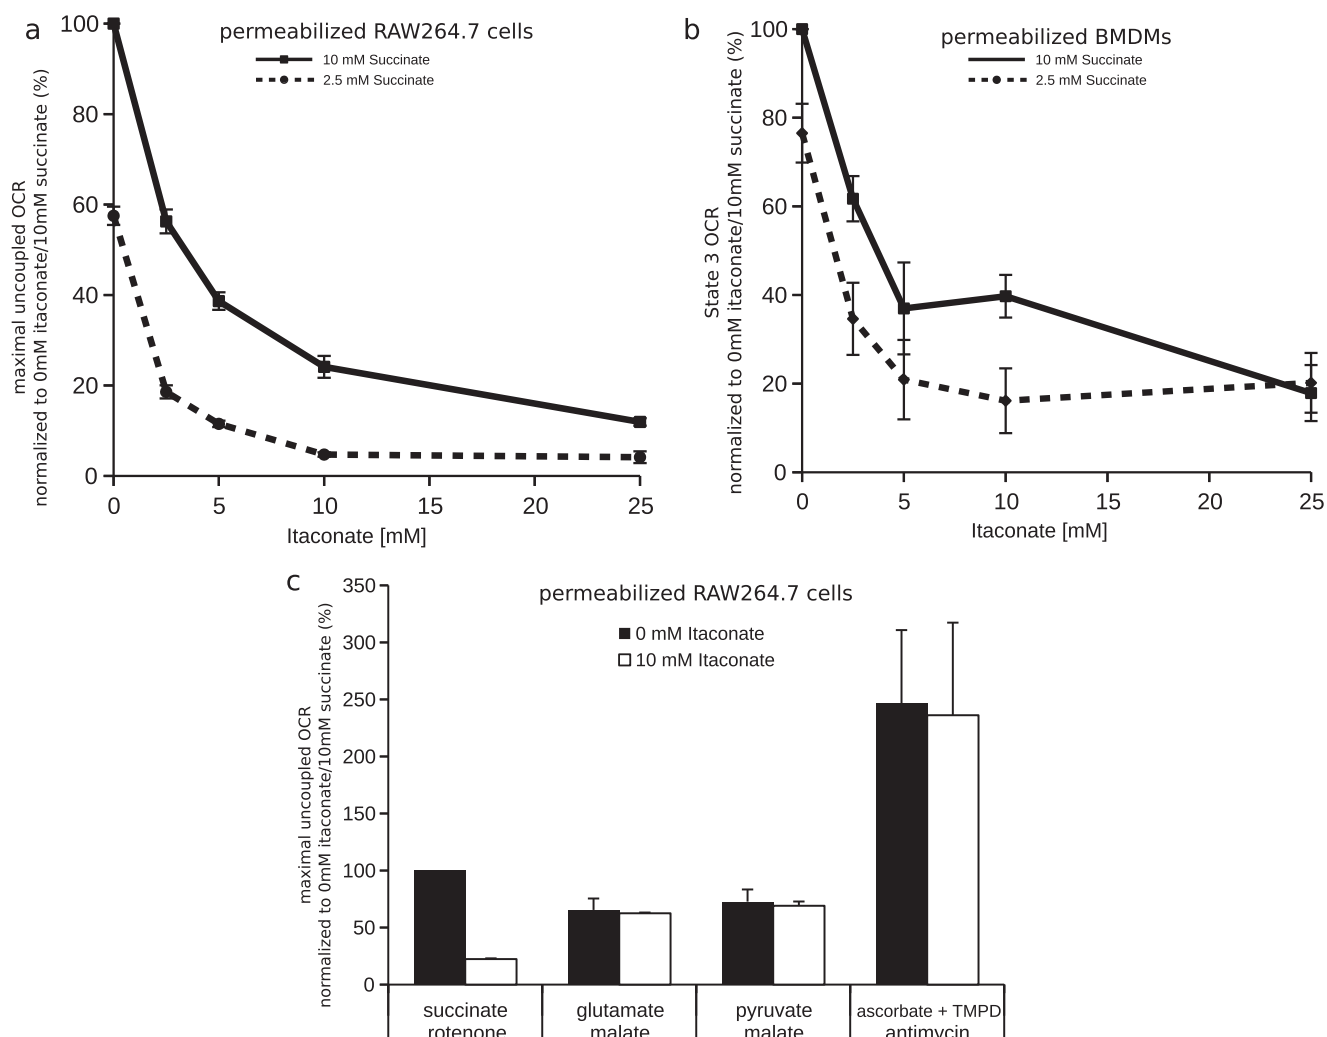 a
permeabilized RAW264.7 cells
10 mM Succinate
2.5 mM Succinate
maximal uncoupled OCR
normalized to 0mM itaconate/10mM succinate (%)
100
80
60
40
20
0
0 5 10 15 20 25
Itaconate [mM]
b
permeabilized BMDMs
10 mM Succinate
2.5 mM Succinate
State 3 OCR
normalized to 0mM itaconate/10mM succinate (%)
100
80
60
40
20
0
0 5 10 15 20 25
Itaconate [mM]
c
permeabilized RAW264.7 cells
0 mM Itaconate
10 mM Itaconate
maximal uncoupled OCR
normalized to 0mM itaconate/10mM succinate (%)
350
300
250
200
150
100
50
0
succinate glutamate pyruvate ascorbate + TMPD
rotenone malate malate antimycin